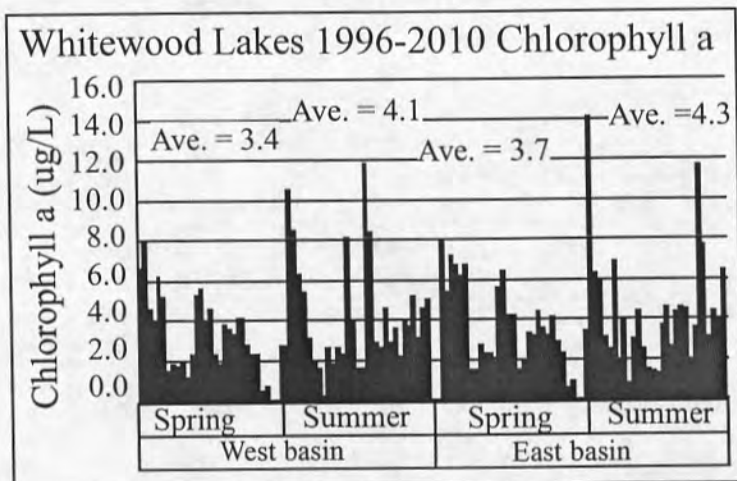 Whitewood Lakes 1996-2010 Chlorophyll a
Chlorophyll a (ug/L)
16.0
14.0
12.0
10.0
8.0
6.0
4.0
2.0
0.0
Ave. = 3.4
Ave. = 4.1
Ave. = 3.7
Ave. =4.3
Spring
Summer
Spring
Summer
West basin
East basin